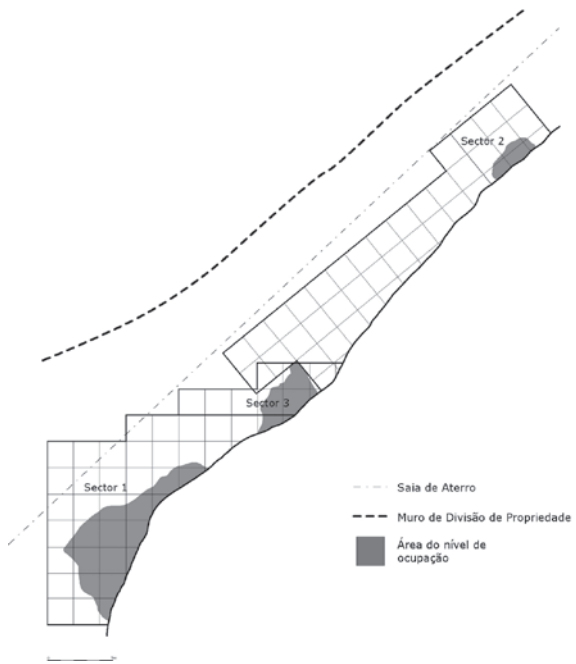 Sector 2
Sector 3
Sector 1
Saia de Aterro
Muro de Divisão de Propriedade
Área do nível de
ocupação